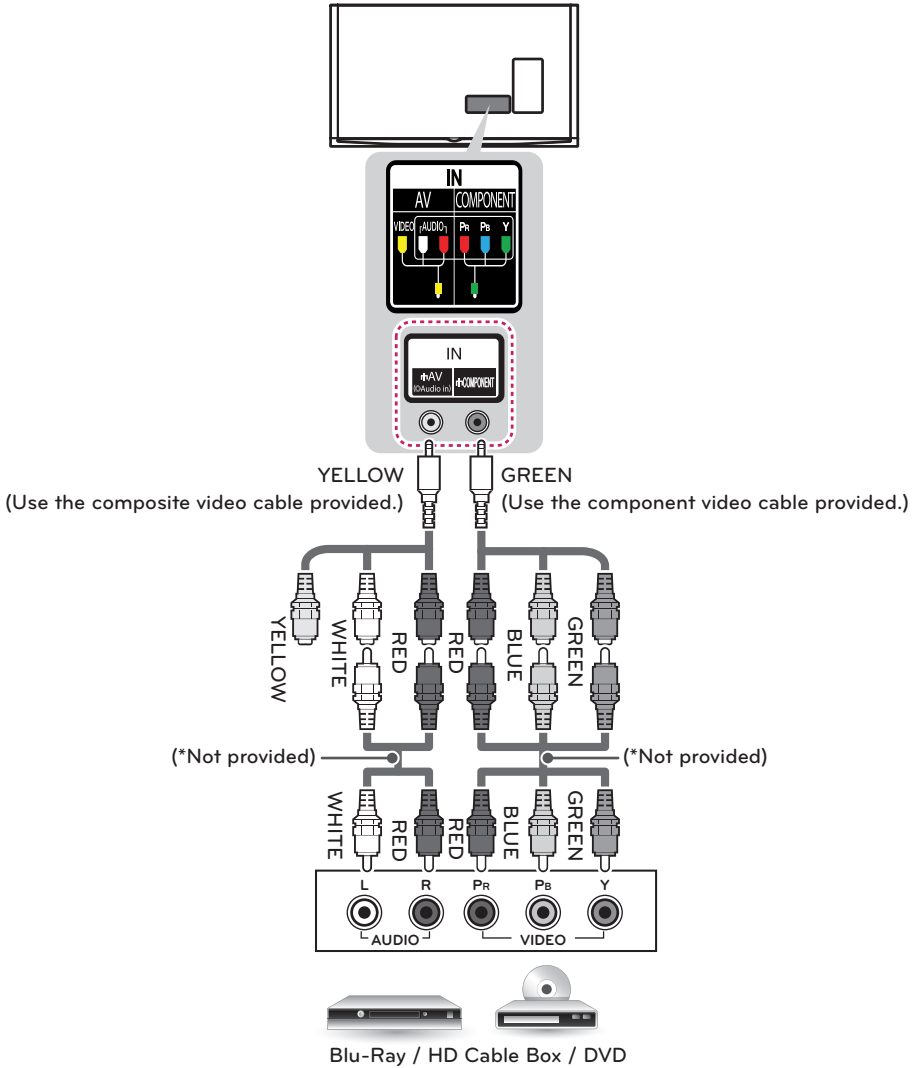 IN
AV COMPONENT
VIDEO AUDIO PR PB Y
IN
AV COMPONENT
(Audio in)
YELLOW GREEN
(Use the composite video cable provided.) (Use the component video cable provided.)
YELLOW WHITE RED RED BLUE GREEN
(*Not provided) (*Not provided)
WHITE RED RED BLUE GREEN
L R PR PB Y
AUDIO VIDEO
Blu-Ray / HD Cable Box / DVD